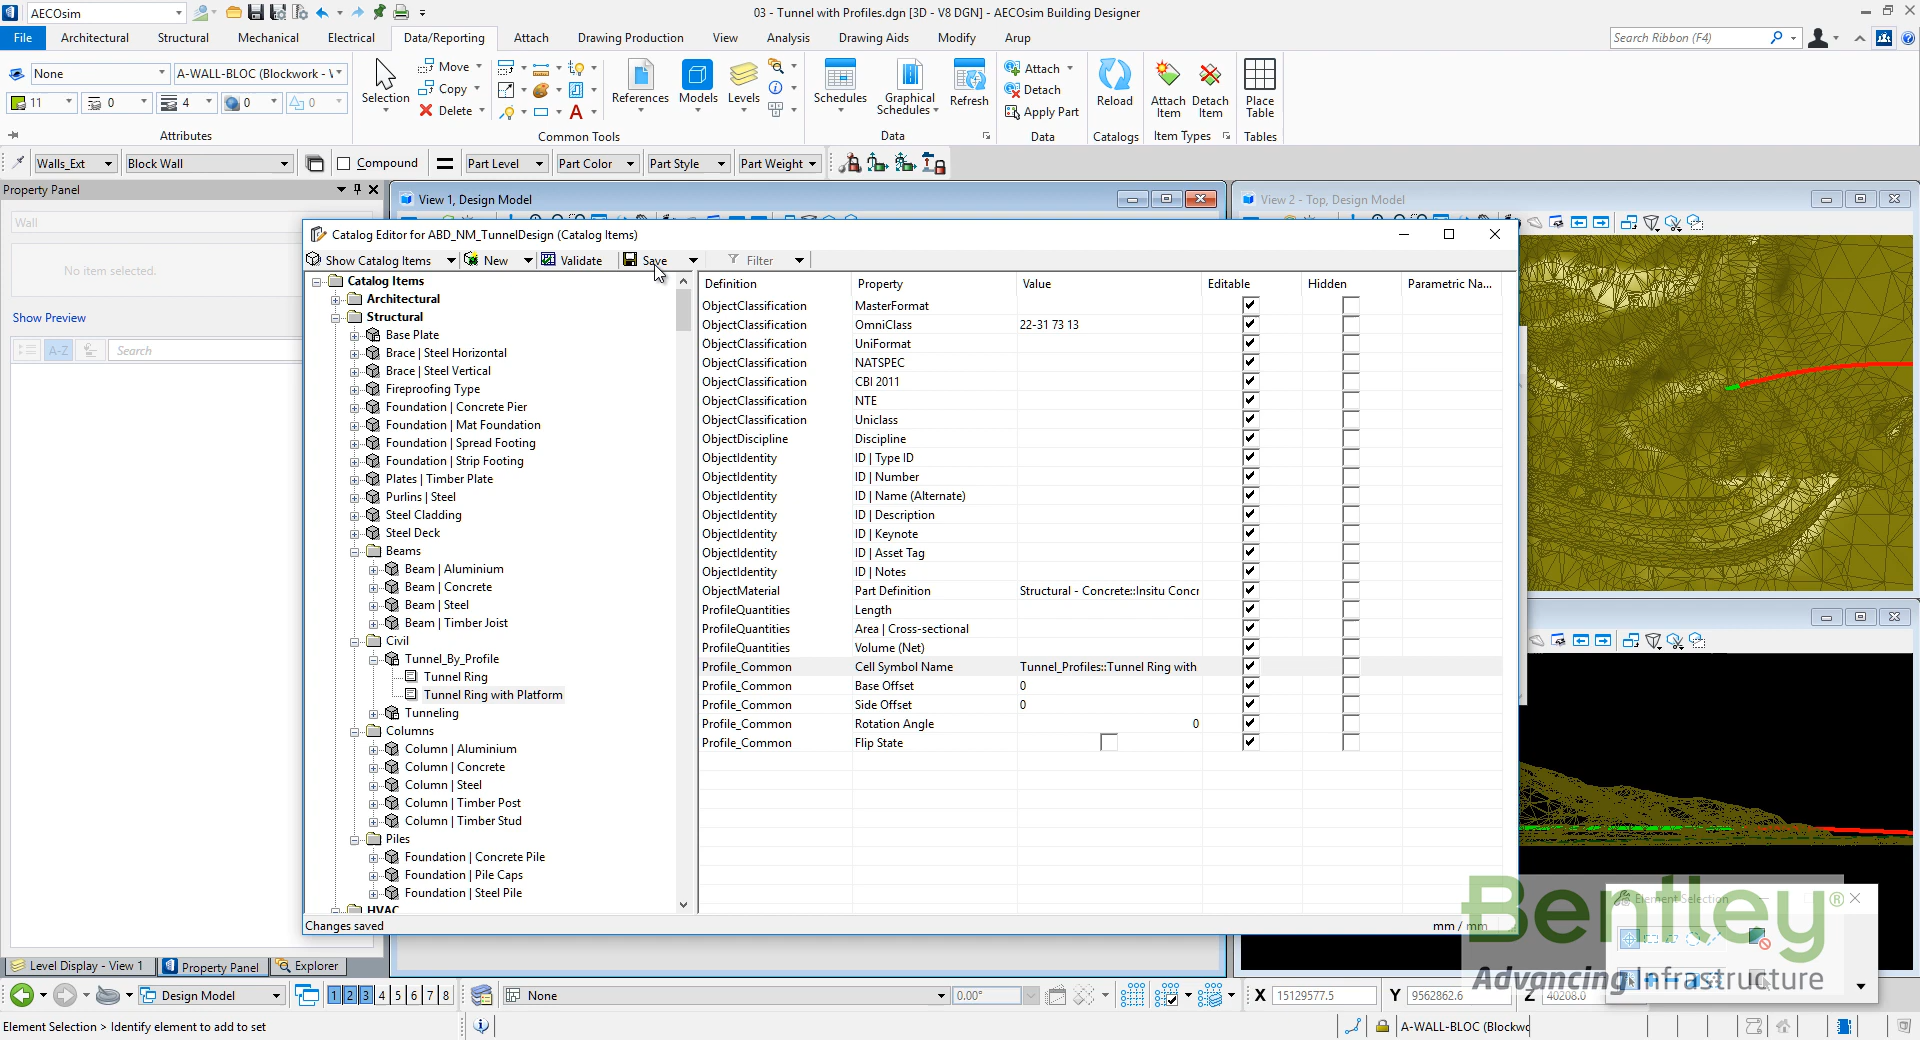 AECOsim
03 - Tunnel with Profiles.dgn [3D - V8 DGN] - AECOsim Building Designer
File Architectural Structural Mechanical Electrical Data/Reporting Attach Drawing Production View Analysis Drawing Aids Modify Arup
Search Ribbon (F4)
None
A-WALL-BLOC (Blockwork -
11 0 4 0 0
Attributes
Selection
Move
Copy
Delete
References Models Levels
Common Tools
Schedules Graphical Schedules Refresh
Data
Attach
Detach
Apply Part
Data
Reload
Catalogs
Attach Item Detach Item
Item Types
Place Table
Tables
Walls_Ext Block Wall Compound Part Level Part Color Part Style Part Weight
Property Panel
Wall
No item selected.
Show Preview
A-Z Search
View 1, Design Model
View 2 - Top, Design Model
Catalog Editor for ABD_NM_TunnelDesign (Catalog Items)
Show Catalog Items New Validate Save Filter
Catalog Items
Architectural
Structural
Base Plate
Brace | Steel Horizontal
Brace | Steel Vertical
Fireproofing Type
Foundation | Concrete Pier
Foundation | Mat Foundation
Foundation | Spread Footing
Foundation | Strip Footing
Plates | Timber Plate
Purlins | Steel
Steel Cladding
Steel Deck
Beams
Beam | Aluminium
Beam | Concrete
Beam | Steel
Beam | Timber Joist
Civil
Tunnel_By_Profile
Tunnel Ring
Tunnel Ring with Platform
Tunneling
Columns
Column | Aluminium
Column | Concrete
Column | Steel
Column | Timber Post
Column | Timber Stud
Piles
Foundation | Concrete Pile
Foundation | Pile Caps
Foundation | Steel Pile
HVAC
Definition Property Value Editable Hidden Parametric Na...
ObjectClassification MasterFormat
ObjectClassification OmniClass 22-31 73 13
ObjectClassification UniFormat
ObjectClassification NATSPEC
ObjectClassification CBI 2011
ObjectClassification NTE
ObjectClassification Uniclass
ObjectDiscipline Discipline
ObjectIdentity ID | Type ID
ObjectIdentity ID | Number
ObjectIdentity ID | Name (Alternate)
ObjectIdentity ID | Description
ObjectIdentity ID | Keynote
ObjectIdentity ID | Asset Tag
ObjectIdentity ID | Notes
ObjectMaterial Part Definition Structural - Concrete::Insitu Concr
ProfileQuantities Length
ProfileQuantities Area | Cross-sectional
ProfileQuantities Volume (Net)
Profile_Common Cell Symbol Name Tunnel_Profiles::Tunnel Ring with
Profile_Common Base Offset 0
Profile_Common Side Offset 0
Profile_Common Rotation Angle 0
Profile_Common Flip State
Changes saved
mm / mm
Element Selection
Bentley®
Advancing Infrastructure
Level Display - View 1 Property Panel Explorer
Design Model 1 2 3 4 5 6 7 8 None 0.00° X 15129577.5 Y 9562862.6 Z 40208.0
Element Selection > Identify element to add to set
A-WALL-BLOC (Blockwo